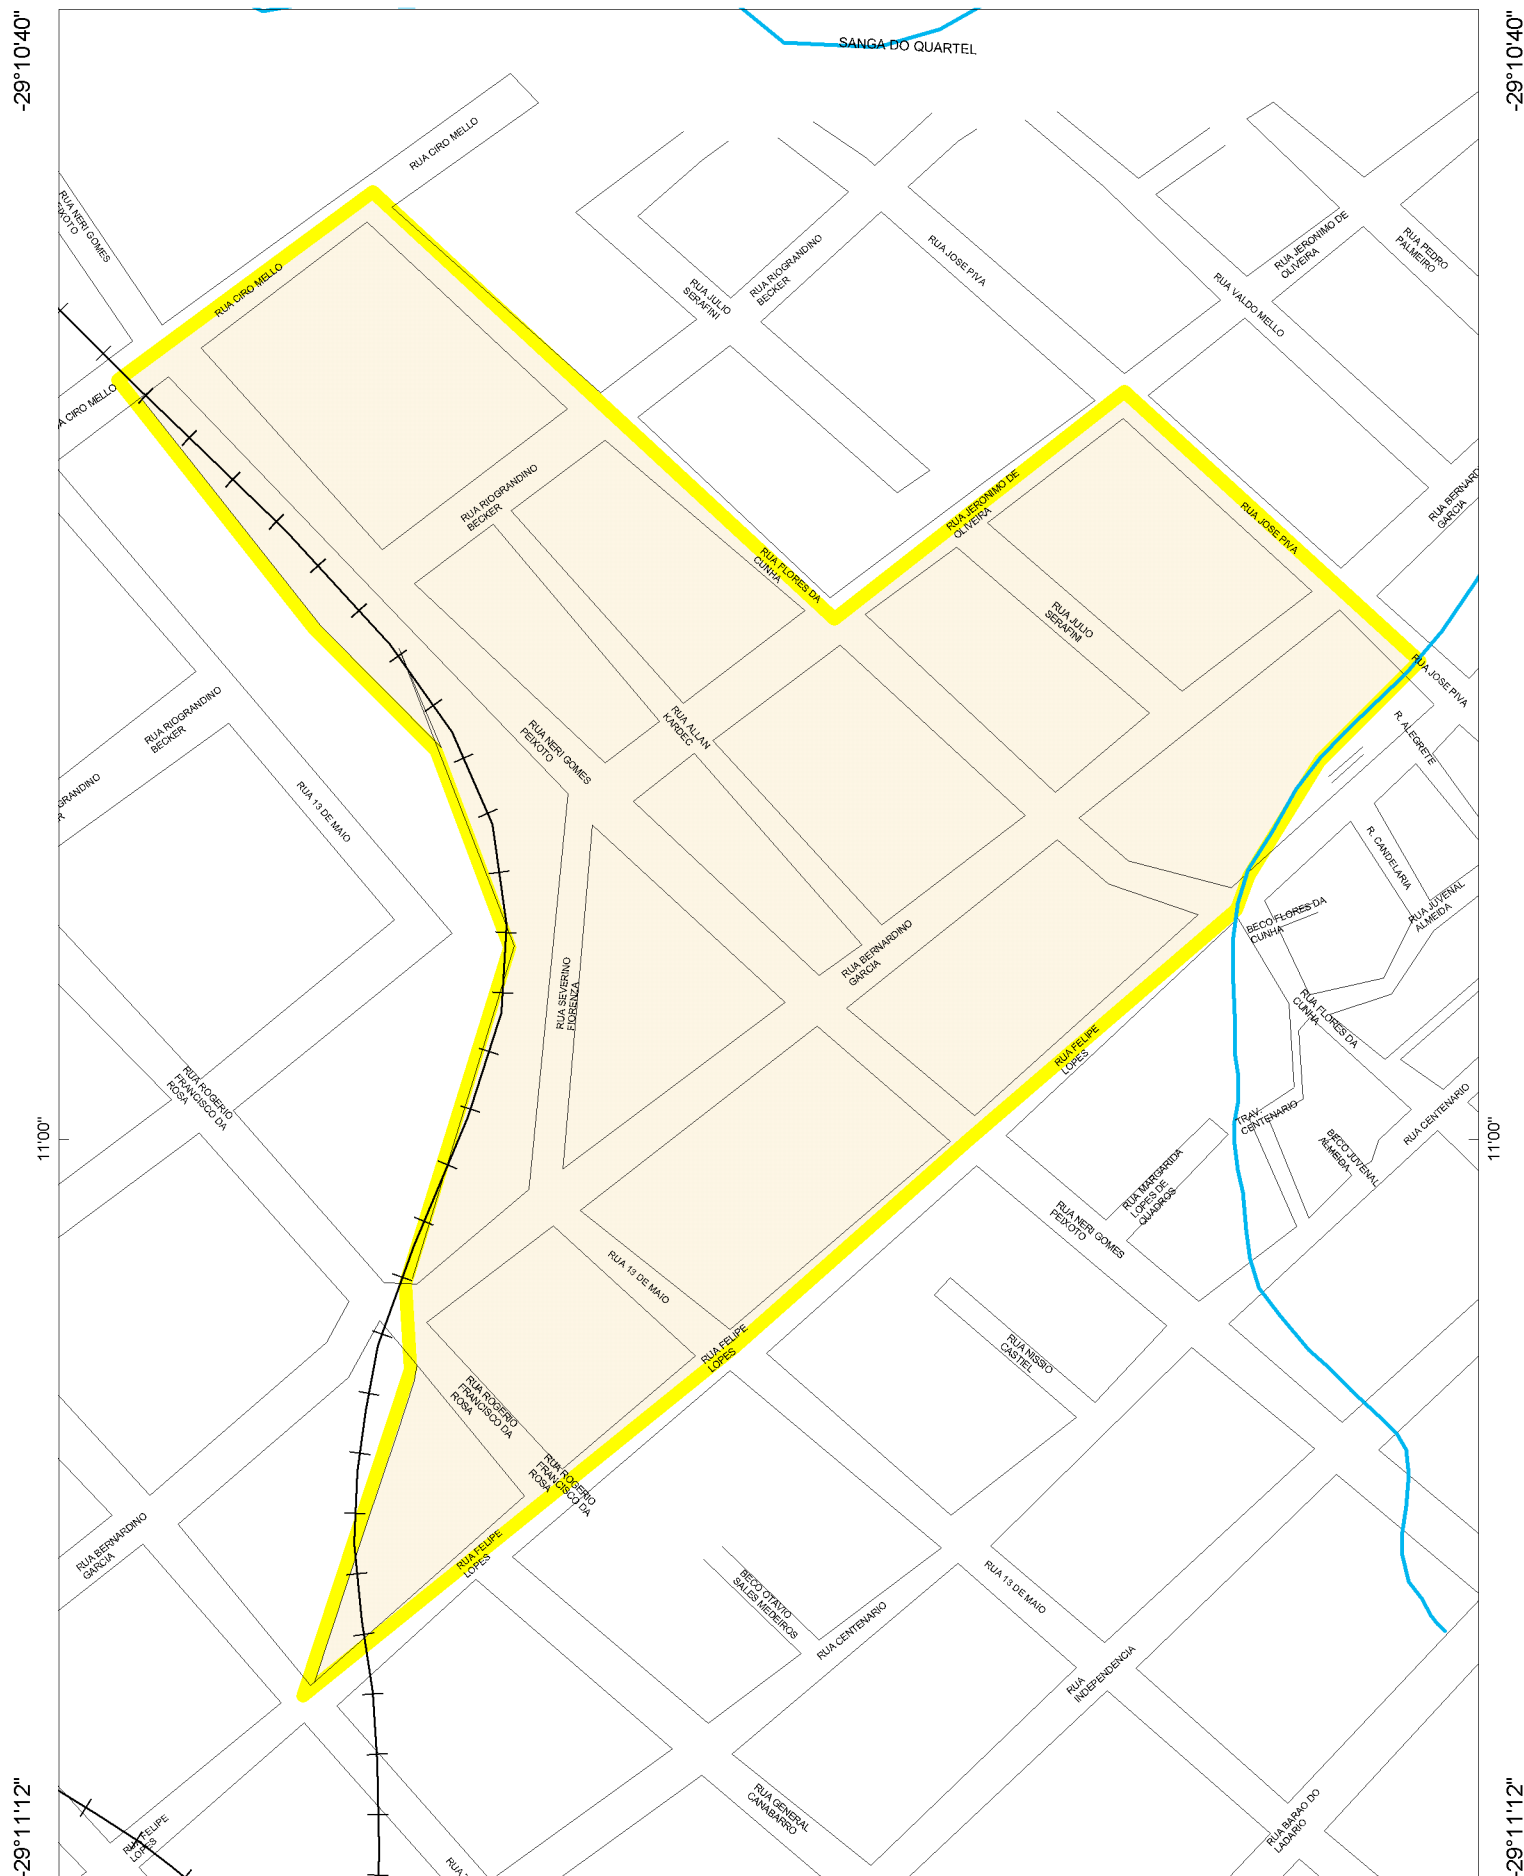 -29°10'40"
-29°10'40"
SANGA DO QUARTEL
RUA CIRO MELLO
RUA NERI GOMES
PEIXOTO
RUA CIRO MELLO
RUA JULIO
SERAFINI
RUA RIOGRANDINO
BECKER
RUA JOSE PIVA
RUA JERONIMO DE
OLIVEIRA
RUA PEDRO
PALMEIRO
RUA VALDO MELLO
A CIRO MELLO
RUA RIOGRANDINO
BECKER
RUA JERONIMO DE
OLIVEIRA
RUA JOSE PIVA
RUA BERNARD
GARCIA
RUA FLORES DA
CUNHA
RUA JULIO
SERAFINI
RUA JOSE PIVA
RUA RIOGRANDINO
BECKER
RUA ALLAN
KARDEC
RUA NERI GOMES
PEIXOTO
R. ALEGRETE
GRANDINO
R
RUA 13 DE MAIO
R. CANDELARIA
RUA JUVENAL
ALMEIDA
BECO FLORES DA
CUNHA
RUA BERNARDINO
GARCIA
RUA SEVERINO
FIORENZA
RUA FLORES DA
CUNHA
RUA FELIPE
LOPES
RUA ROGERIO
FRANCISCO DA
ROSA
11'00"
11'00"
TRAV.
CENTENARIO
RUA CENTENARIO
BECO JUVENAL
ALMEIDA
RUA MARGARIDA
LOPES DE
QUADROS
RUA NERI GOMES
PEIXOTO
RUA 13 DE MAIO
RUA FELIPE
LOPES
RUA NISSIO
CASTIEL
RUA ROGERIO
FRANCISCO DA
ROSA
RUA ROGERIO
FRANCISCO DA
ROSA
RUA BERNARDINO
GARCIA
RUA FELIPE
LOPES
BECO OTAVIO
SALES MEDEIROS
RUA 13 DE MAIO
RUA CENTENARIO
RUA
INDEPENDENCIA
RUA GENERAL
CANABARRO
RUA BARAO DO
LADARIO
RUA FELIPE
LOPES
RUA
-29°11'12"
-29°11'12"